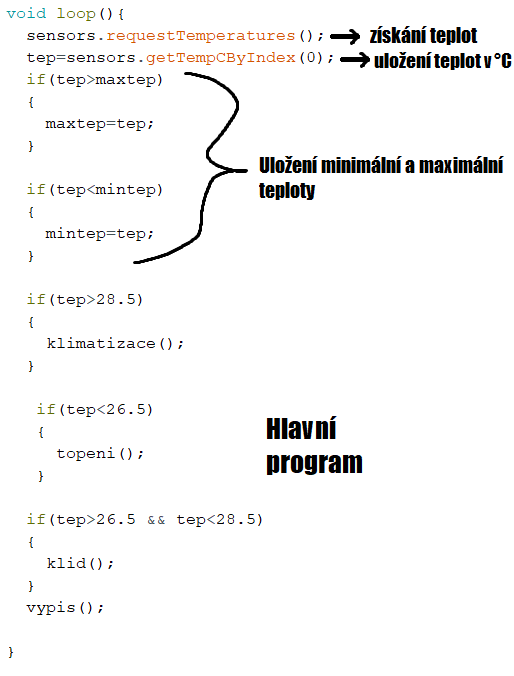 void loop(){
sensors.requestTemperatures(); získání teplot
tep=sensors.getTempCByIndex(0); uložení teplot v °C
if(tep>maxtep)
{
maxtep=tep;
}
Uložení minimální a maximální
teploty
if(tep<mintep)
{
mintep=tep;
}
if(tep>28.5)
{
klimatizace();
}
if(tep<26.5)
{
topeni();
}
Hlavní
program
if(tep>26.5 && tep<28.5)
{
klid();
}
vypis();
}